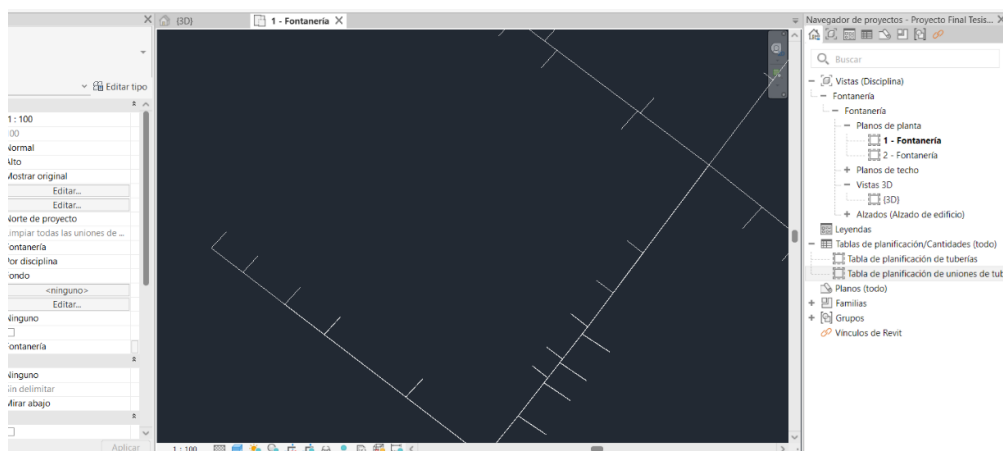 {3D}
1 - Fontanería
Navegador de proyectos - Proyecto Final Tesis...
Buscar
Editar tipo
1 : 100
100
Normal
Alto
Mostrar original
Editar...
Editar...
Norte de proyecto
Limpiar todas las uniones de ...
Fontanería
Por disciplina
Fondo
<ninguno>
Editar...
Ninguno
Fontanería
Ninguno
Sin delimitar
Mirar abajo
Aplicar
1 : 100
Vistas (Disciplina)
Fontanería
Fontanería
Planos de planta
1 - Fontanería
2 - Fontanería
Planos de techo
Vistas 3D
{3D}
Alzados (Alzado de edificio)
Leyendas
Tablas de planificación/Cantidades (todo)
Tabla de planificación de tuberías
Tabla de planificación de uniones de tub
Planos (todo)
Familias
Grupos
Vínculos de Revit